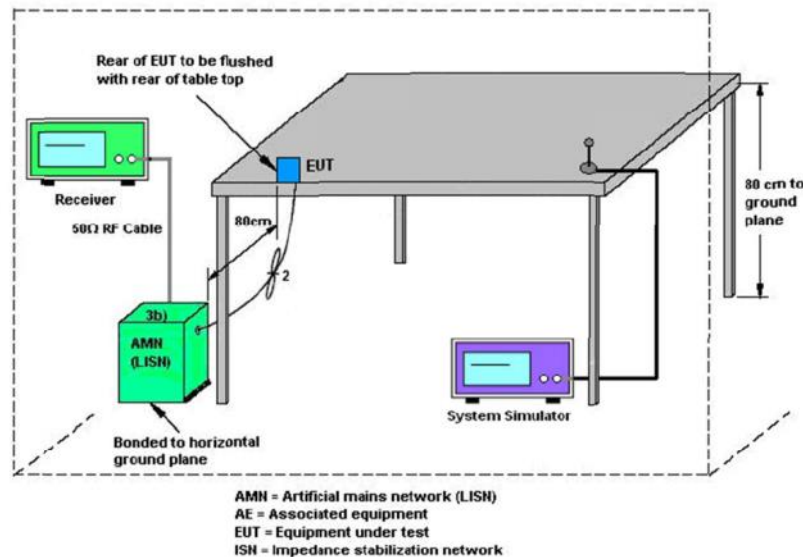 Rear of EUT to be flushed
with rear of table top
EUT
Receiver
50Ω RF Cable
80cm
2
80 cm to
ground
plane
3b)
AMN
(LISN)
System Simulator
Bonded to horizontal
ground plane
AMN = Artificial mains network (LISN)
AE = Associated equipment
EUT = Equipment under test
ISN = Impedance stabilization network